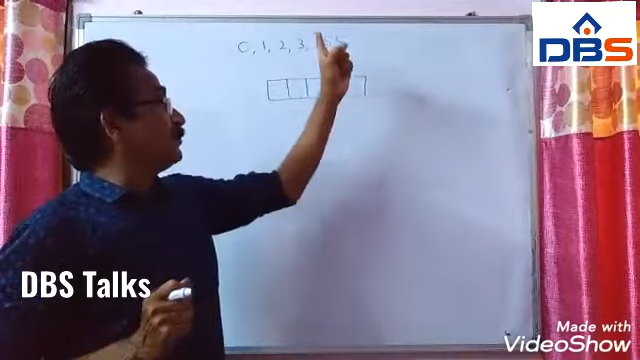 0, 1, 2, 3,
DBS
DBS Talks
Made with
VideoShow